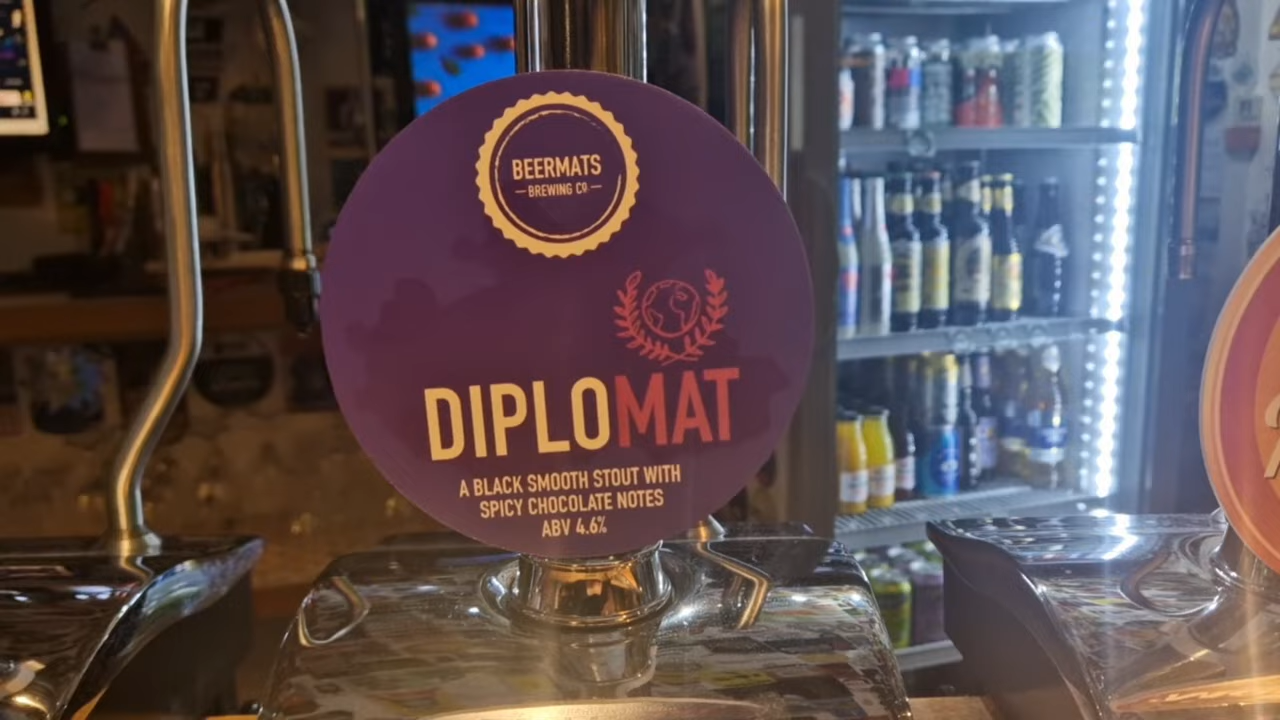 BEERMATS
BREWING CO.
DIPLOMAT
A BLACK SMOOTH STOUT WITH
SPICY CHOCOLATE NOTES
ABV 4.6%